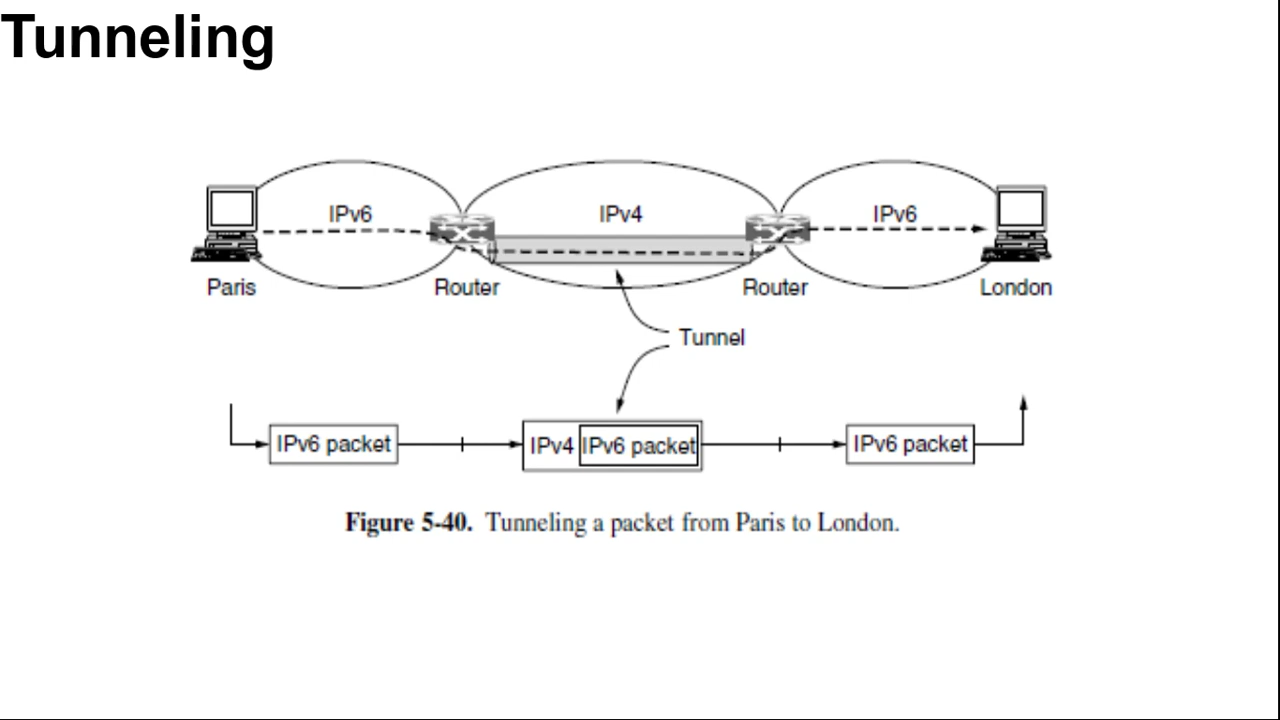 Tunneling
IPv6
IPv4
IPv6
Paris
Router
Router
London
Tunnel
IPv6 packet
IPv4 IPv6 packet
IPv6 packet
Figure 5-40. Tunneling a packet from Paris to London.